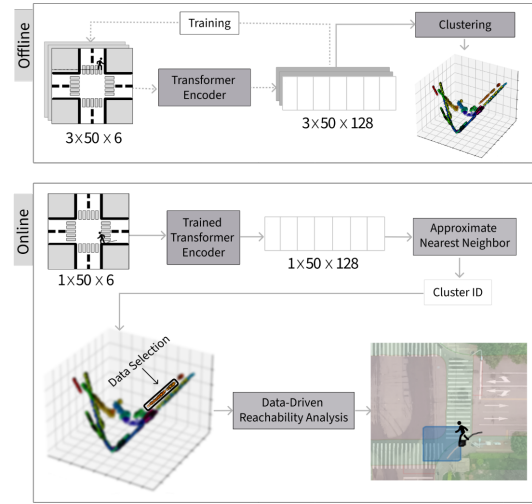 Offline
Training
Clustering
Transformer
Encoder
3×50×6
3×50×128
Online
Trained
Transformer
Encoder
Approximate
Nearest Neighbor
1×50×6
1×50×128
Cluster ID
Data Selection
Data-Driven
Reachability Analysis